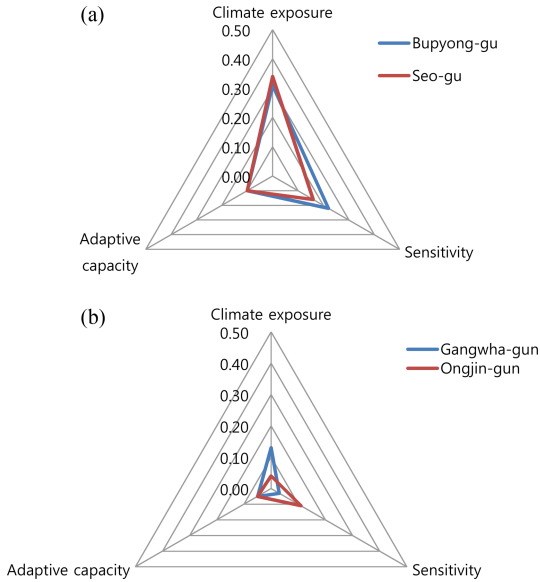 (a)
Climate exposure
0.50
0.40
0.30
0.20
0.10
0.00
Bupyong-gu
Seo-gu
Adaptive
capacity
Sensitivity
(b)
Climate exposure
0.50
0.40
0.30
0.20
0.10
0.00
Gangwha-gun
Ongjin-gun
Adaptive capacity
Sensitivity